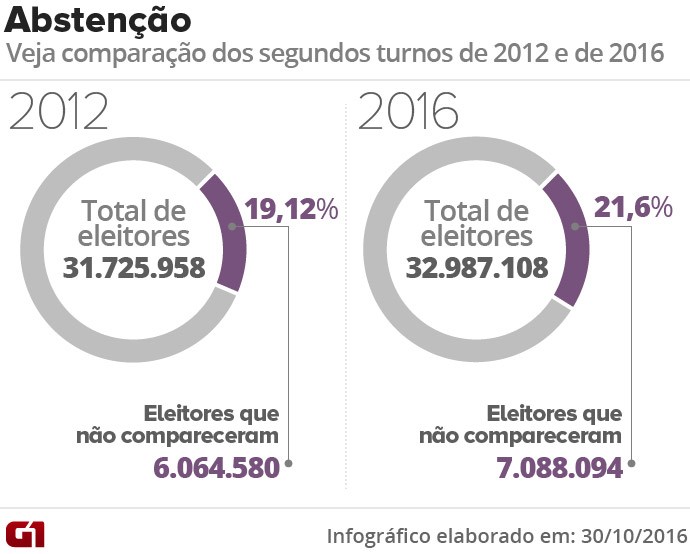 Abstenção
Veja comparação dos segundos turnos de 2012 e de 2016
2012
Total de
eleitores
31.725.958
19,12%
Eleitores que
não compareceram
6.064.580
2016
Total de
eleitores
32.987.108
21,6%
Eleitores que
não compareceram
7.088.094
G1
Infográfico elaborado em: 30/10/2016